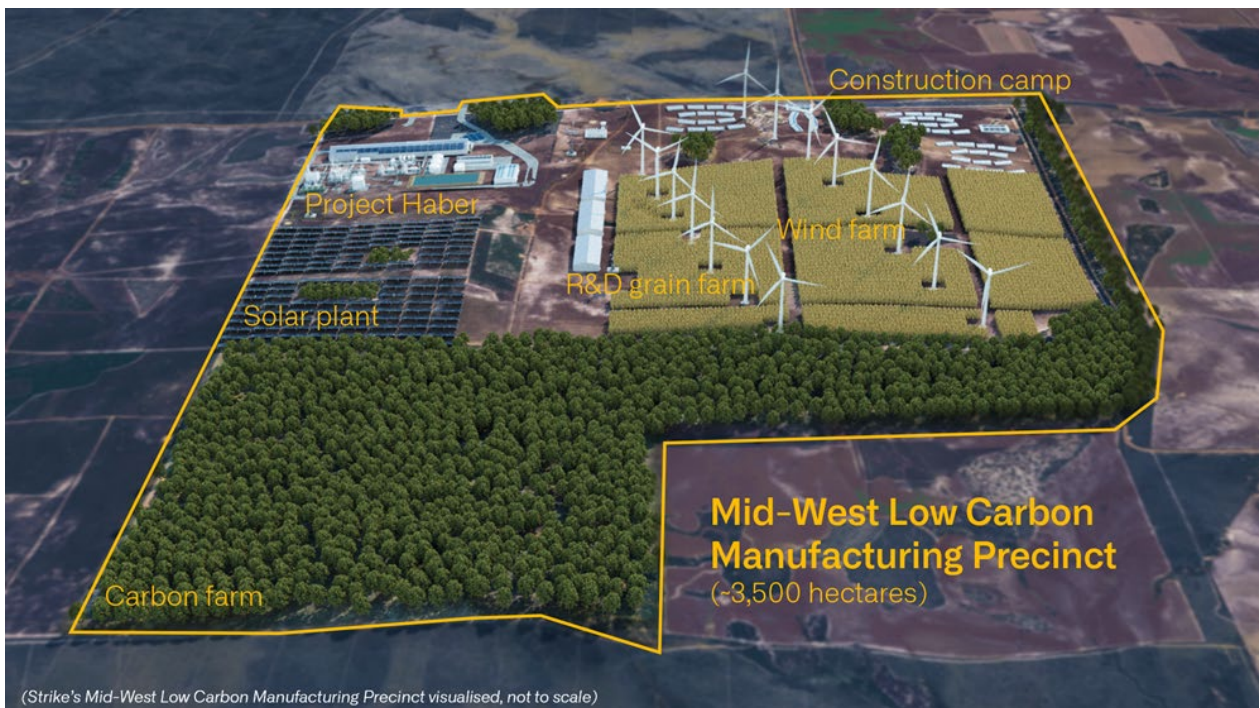 Construction camp
Project Haber
Wind farm
R&D grain farm
Solar plant
Mid-West Low Carbon
Manufacturing Precinct
(~3,500 hectares)
Carbon farm
(Strike's Mid-West Low Carbon Manufacturing Precinct visualised, not to scale)